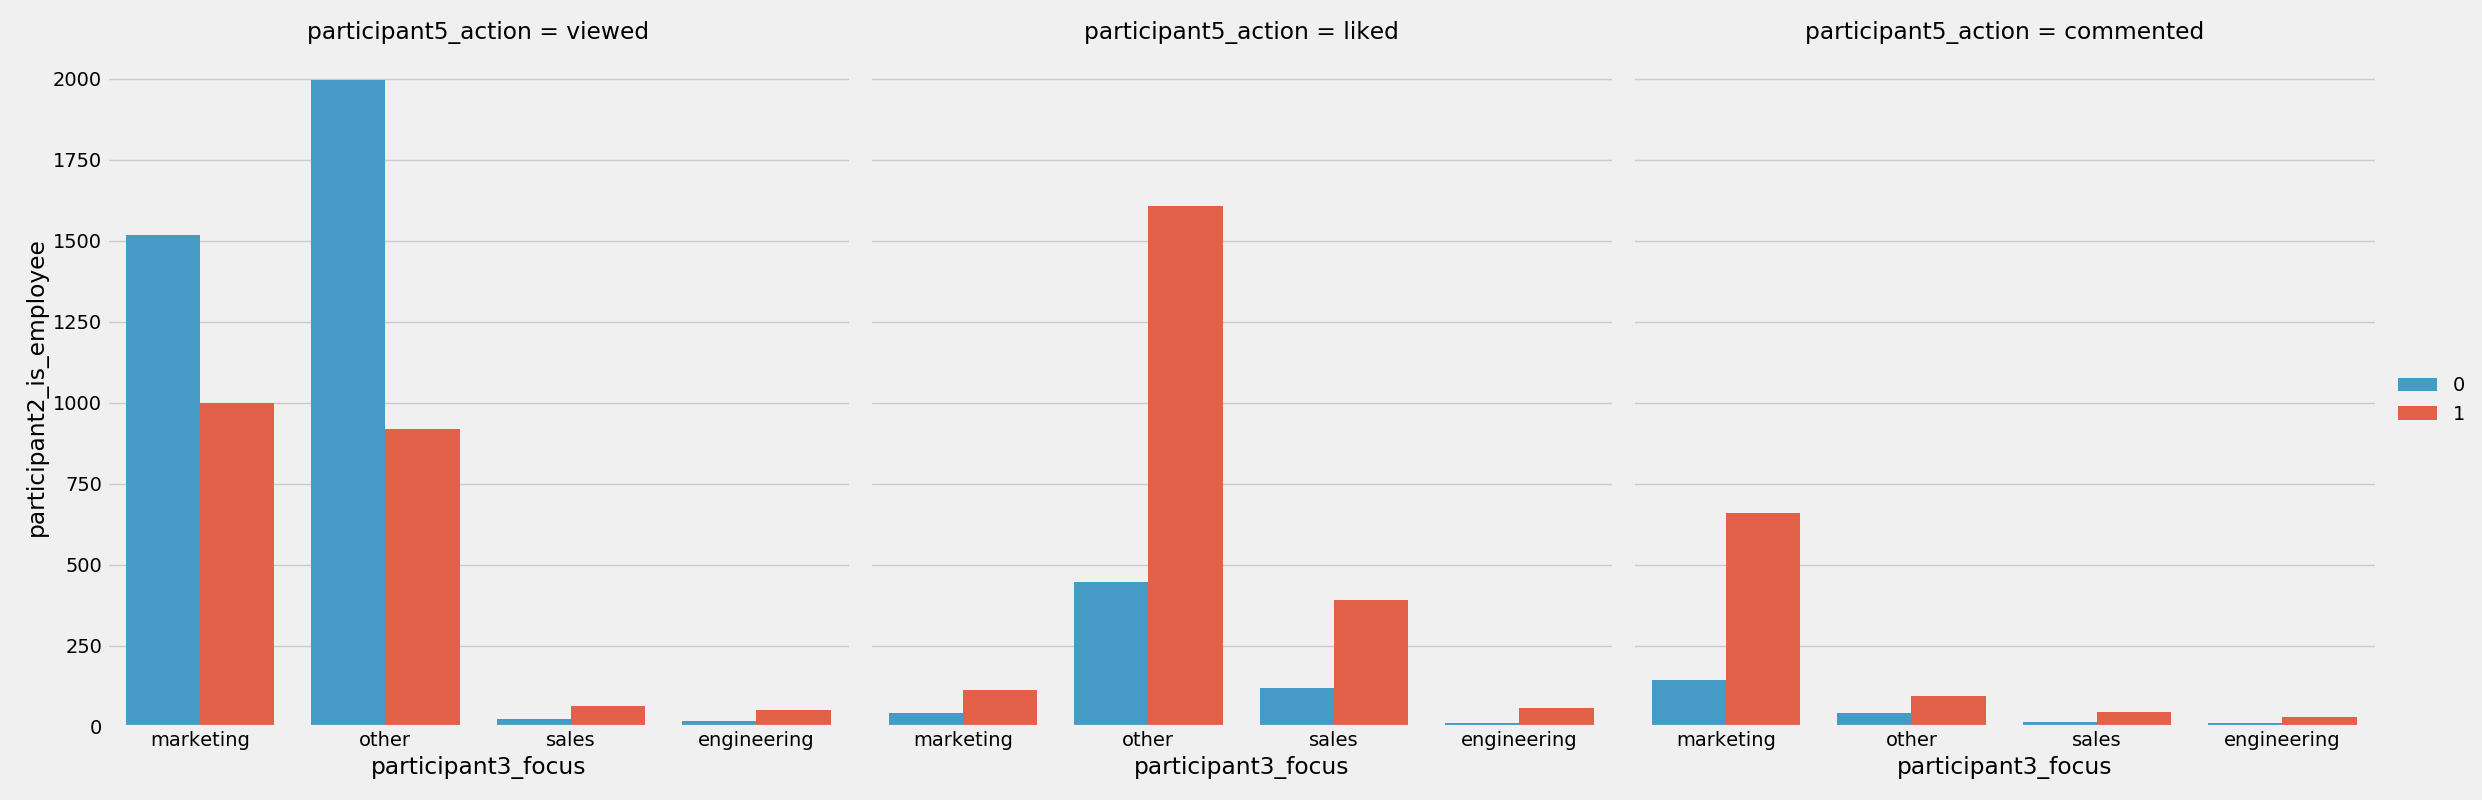 participant5_action = viewed
participant5_action = liked
participant5_action = commented
participant2_is_employee
2000
1750
1500
1250
1000
750
500
250
0
marketing other sales engineering
marketing other sales engineering
marketing other sales engineering
participant3_focus
participant3_focus
participant3_focus
0
1